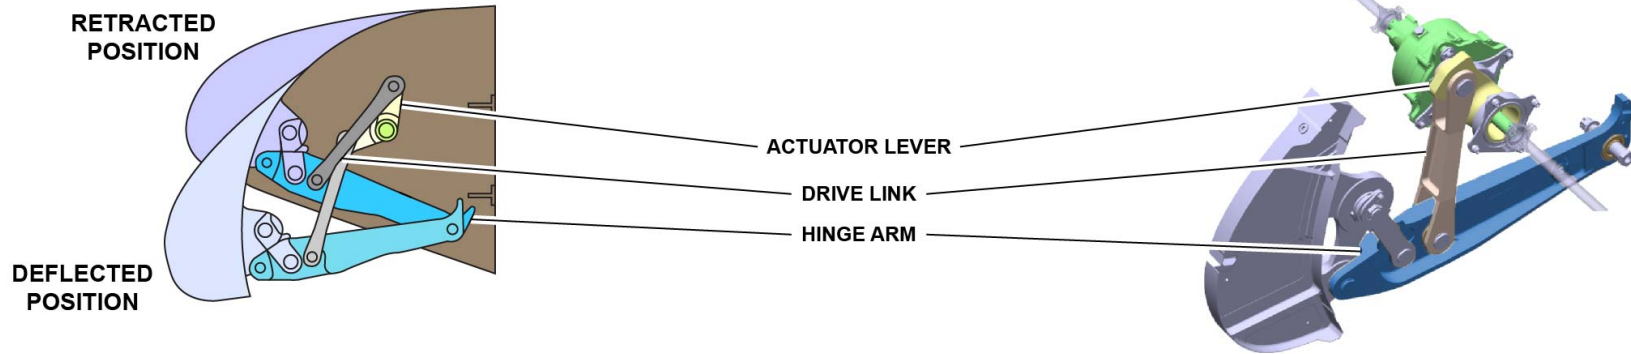 RETRACTED
POSITION
ACTUATOR LEVER
DRIVE LINK
HINGE ARM
DEFLECTED
POSITION